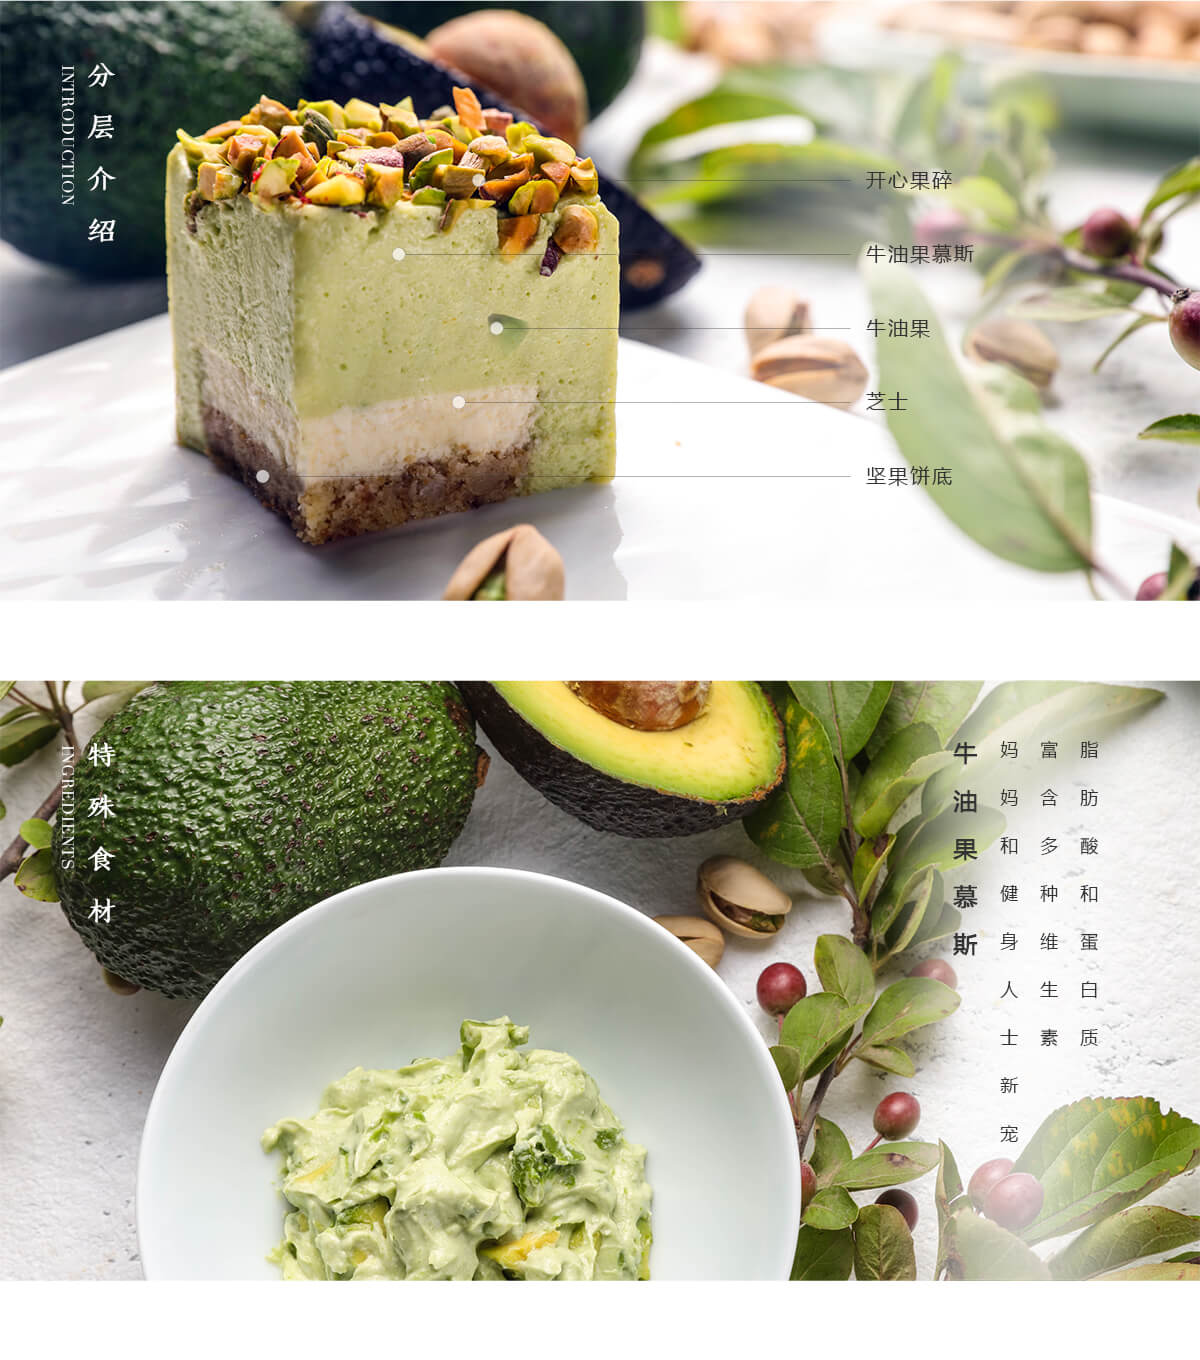 分层介绍
INTRODUCTION
开心果碎
牛油果慕斯
牛油果
芝士
坚果饼底
特殊食材
INGREDIENTS
脂肪酸和蛋白质
富含多种维生素
妈妈和健身人士新宠
牛油果慕斯